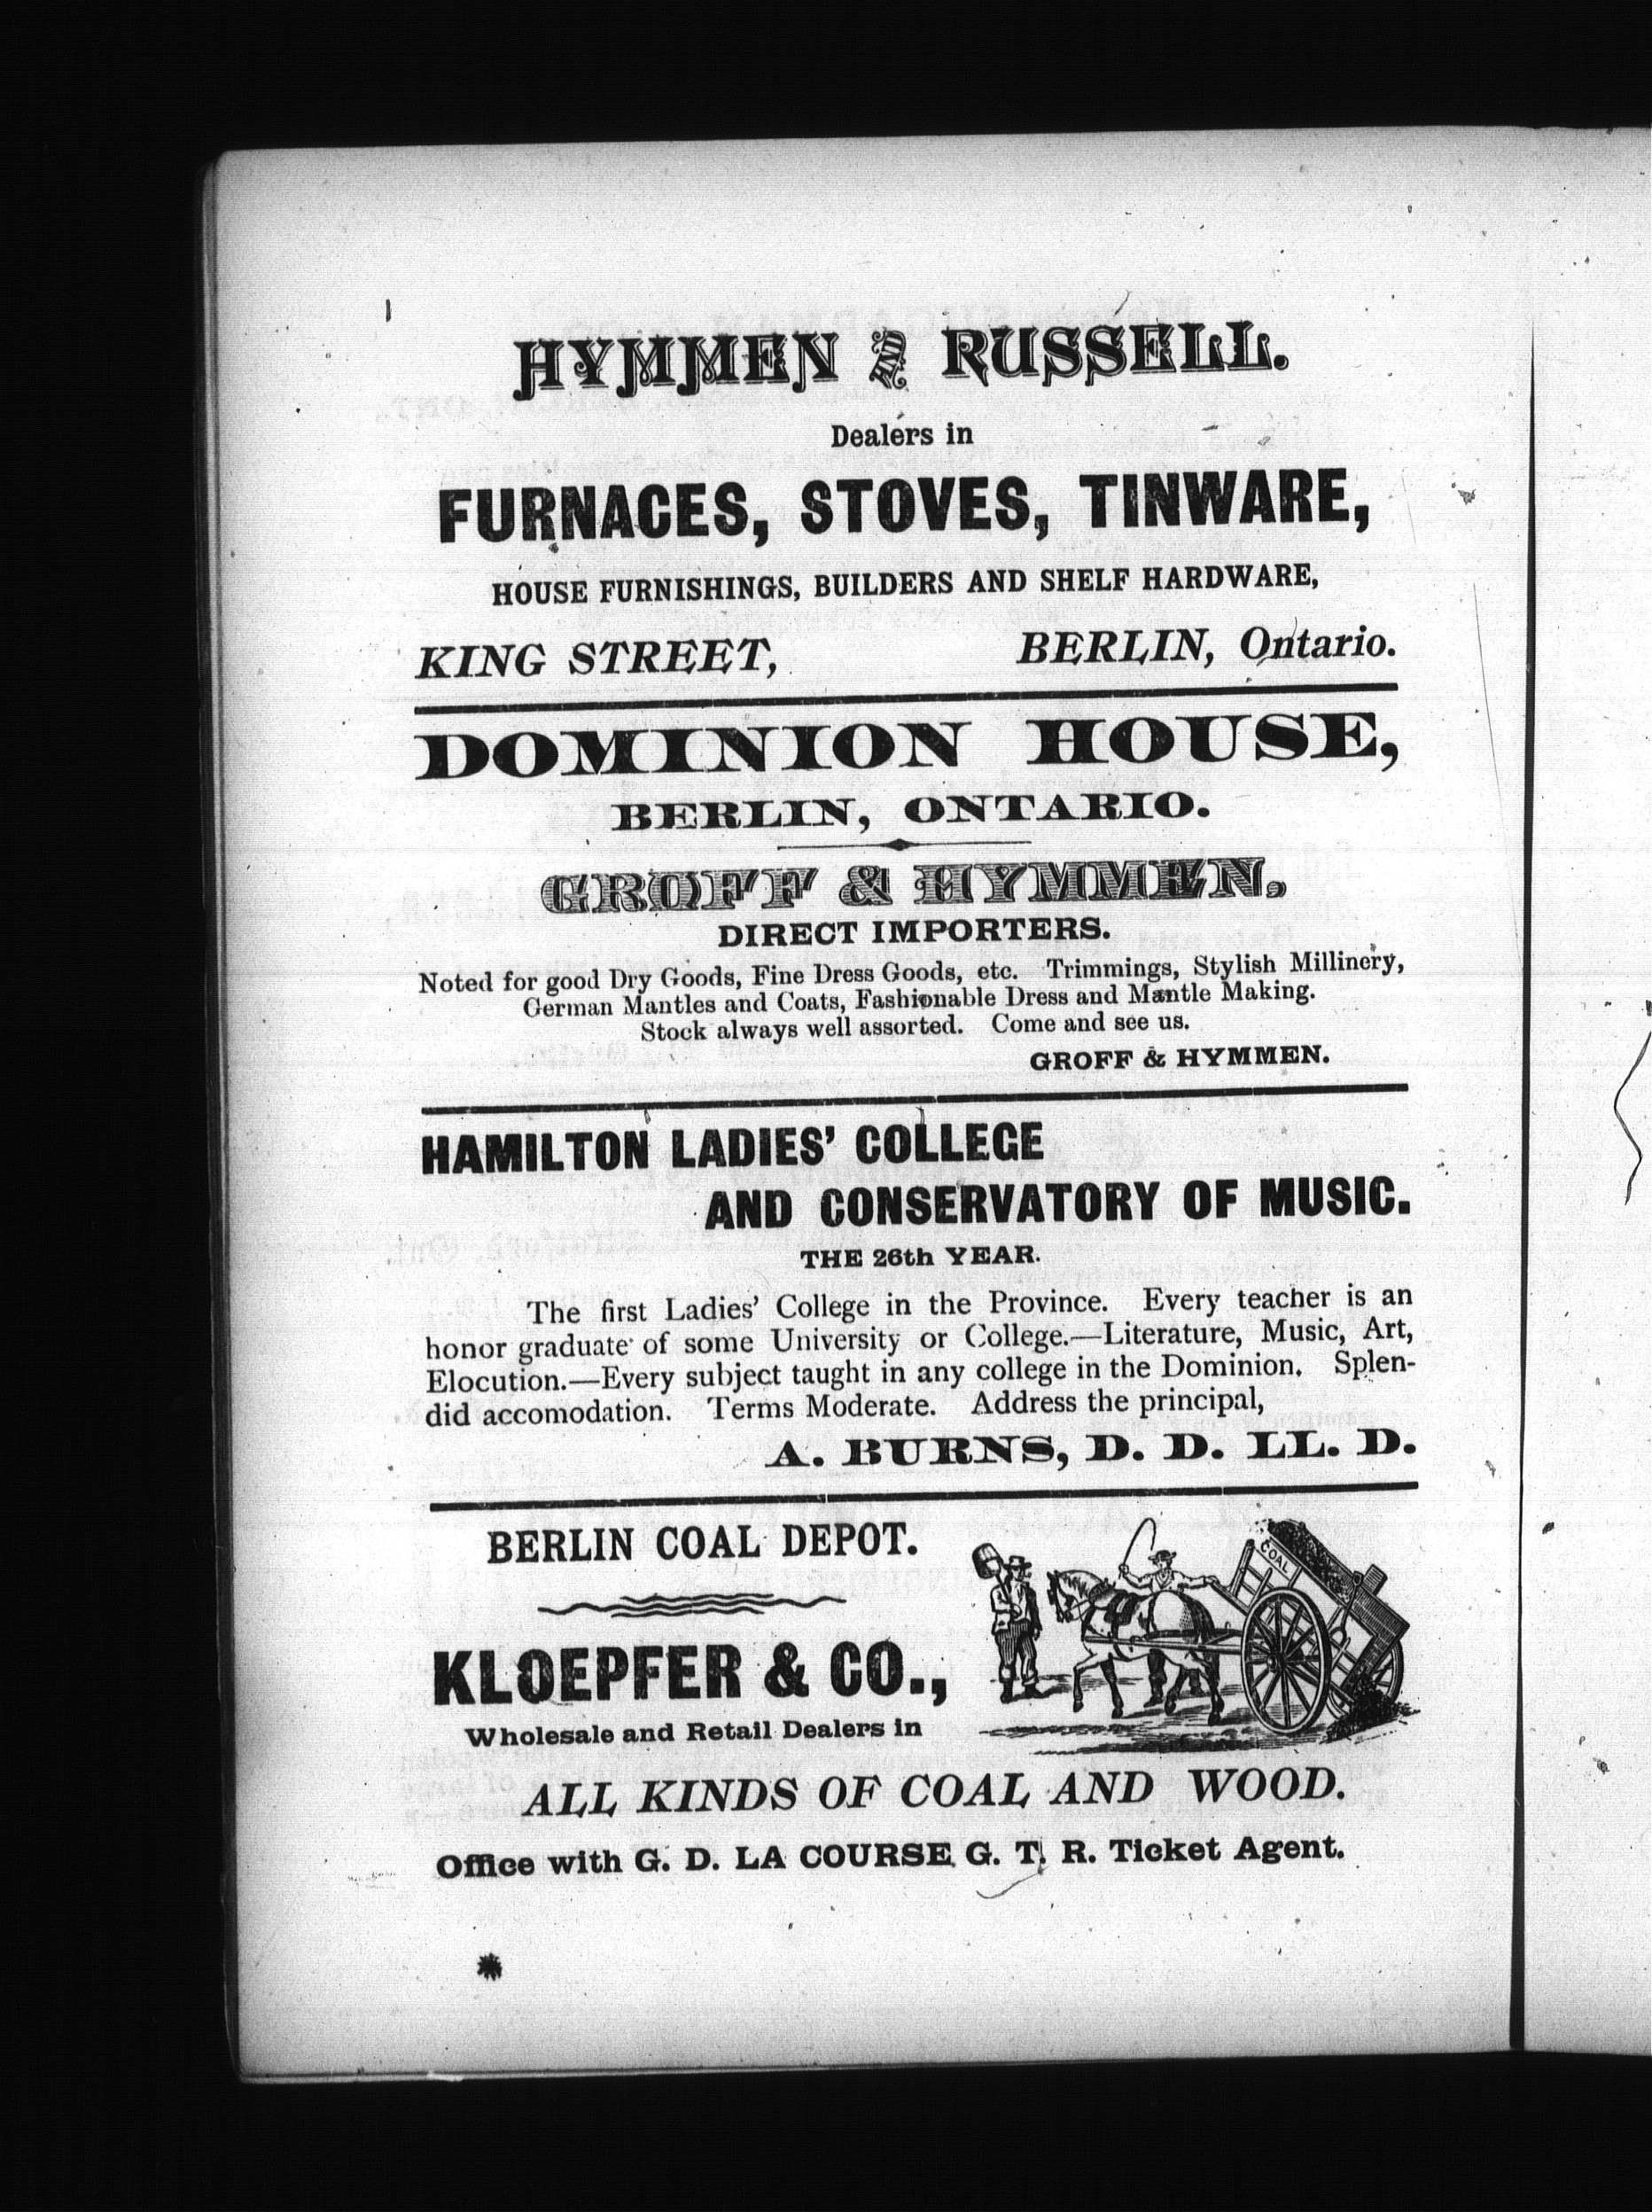 HYMMEN AND RUSSELL.
Dealers in
FURNACES, STOVES, TINWARE,
HOUSE FURNISHINGS, BUILDERS AND SHELF HARDWARE,
KING STREET, BERLIN, Ontario.
DOMINION HOUSE,
BERLIN, ONTARIO.
GROFF & HYMMEN.
DIRECT IMPORTERS.
Noted for good Dry Goods, Fine Dress Goods, etc. Trimmings, Stylish Millinery,
German Mantles and Coats, Fashionable Dress and Mantle Making.
Stock always well assorted. Come and see us.
GROFF & HYMMEN.
HAMILTON LADIES' COLLEGE
AND CONSERVATORY OF MUSIC.
THE 26th YEAR.
The first Ladies' College in the Province. Every teacher is an
honor graduate of some University or College.—Literature, Music, Art,
Elocution.—Every subject taught in any college in the Dominion. Splen-
did accomodation. Terms Moderate. Address the principal,
A. BURNS, D. D. LL. D.
BERLIN COAL DEPOT.
COAL
KLOEPFER & CO.,
Wholesale and Retail Dealers in
ALL KINDS OF COAL AND WOOD.
Office with G. D. LA COURSE G. T. R. Ticket Agent.